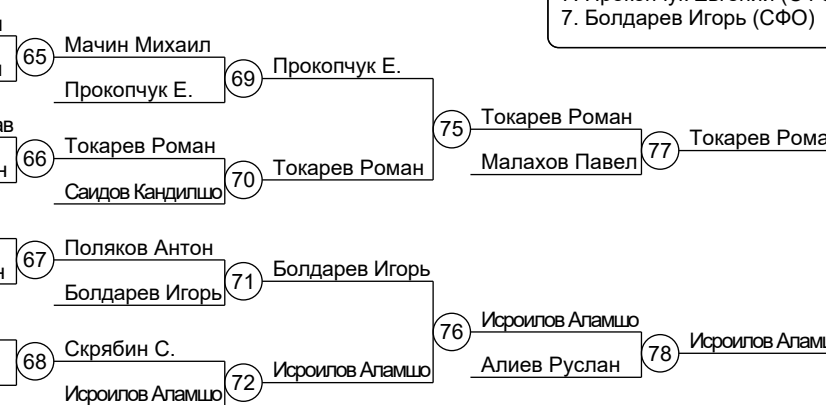 7. Болдарев Игорь (СФО)
65
Мачин Михаил
Прокопчук Е.
69
Прокопчук Е.
75
Токарев Роман
Малахов Павел
77
Токарев
66
Токарев Роман
Саидов Кандилшо
70
Токарев Роман
67
Поляков Антон
Болдарев Игорь
71
Болдарев Игорь
76
Исроилов Аламшо
Алиев Руслан
78
Исроилов
68
Скрябин С.
Исроилов Аламшо
72
Исроилов Аламшо